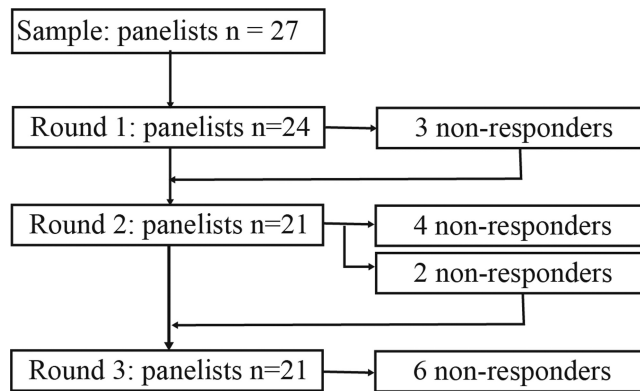 Sample: panelists n = 27
Round 1: panelists n=24
3 non-responders
Round 2: panelists n=21
4 non-responders
2 non-responders
Round 3: panelists n=21
6 non-responders